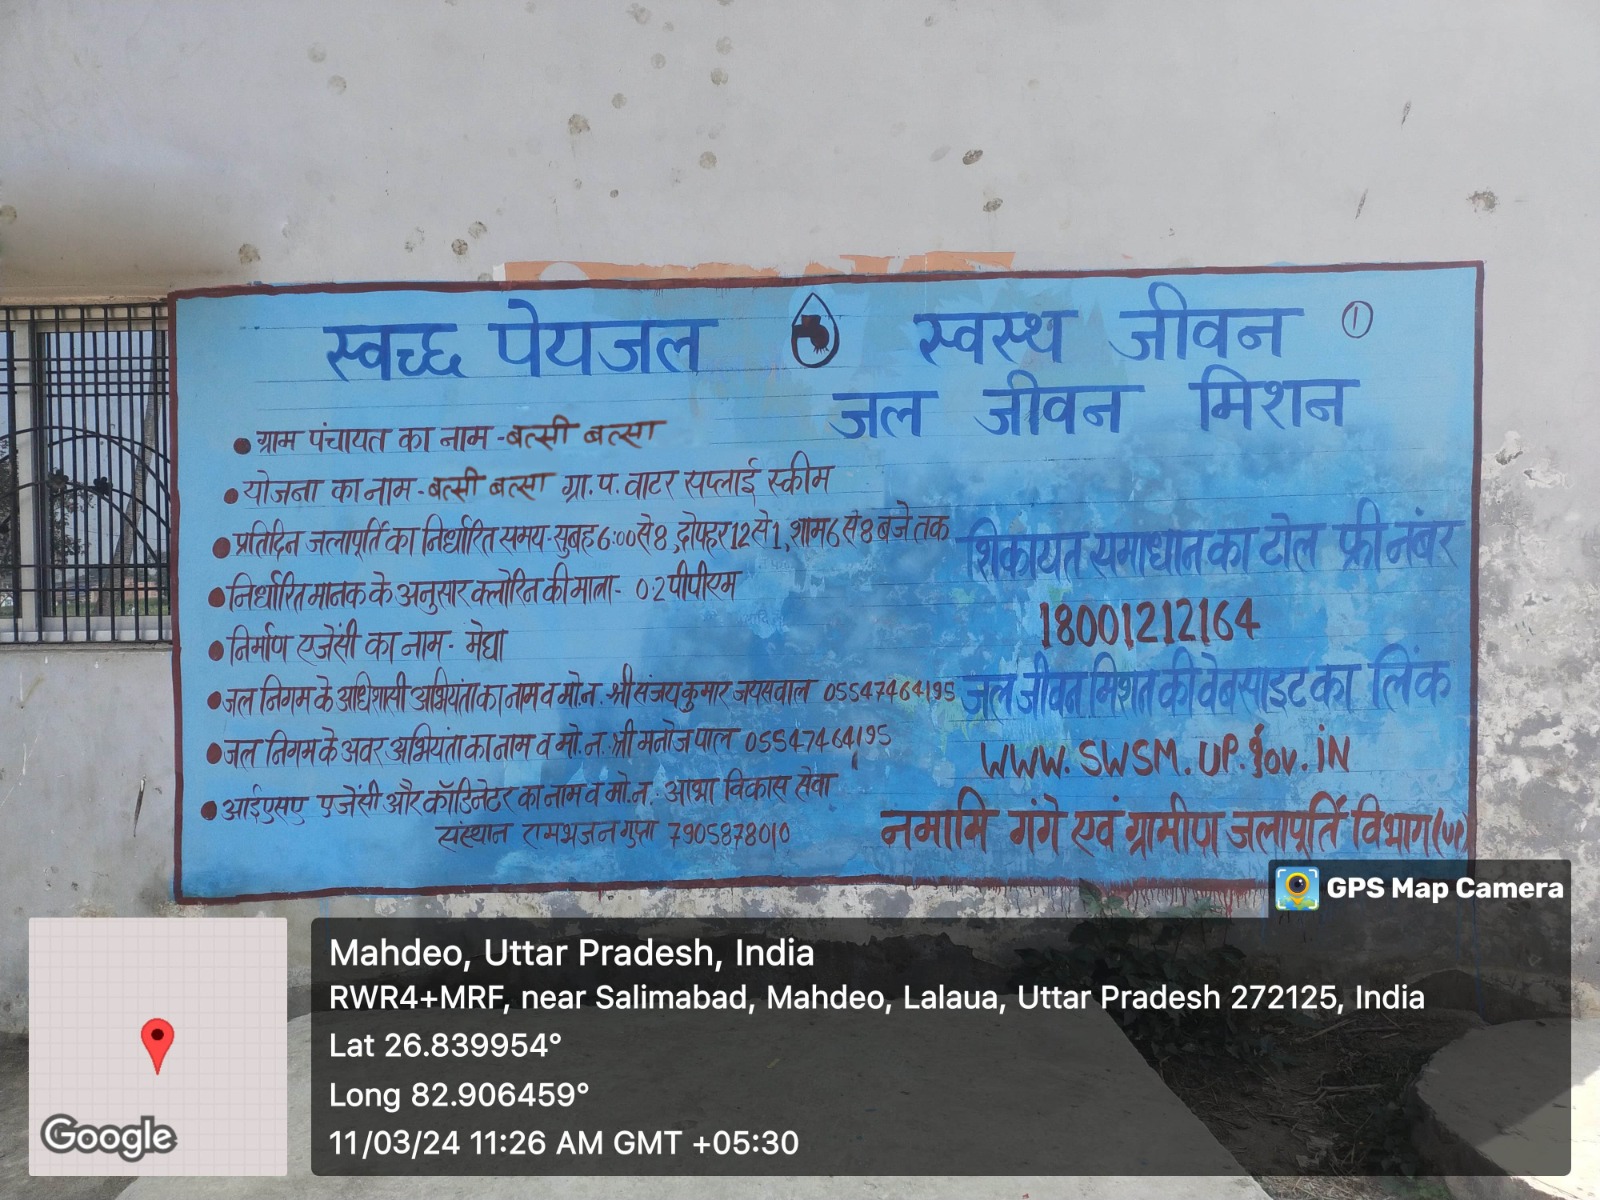 स्वच्छ पेयजल स्वस्थ जीवन ①
जल जीवन मिशन
• ग्राम पंचायत का नाम - बत्सी बत्सा
• योजना का नाम - बत्सी बत्सा ग्रा. प. वाटर सप्लाई स्कीम
• प्रतिदिन जलापूर्ति का निर्धारित समय - सुबह 6:00 से 8, दोपहर 12 से 1, शाम 6 से 8 बजे तक
• निर्धारित मानक के अनुसार क्लोरिन की मात्रा - 0.2 पीपीएम
• निर्माण एजेंसी का नाम - मेघा
• जल निगम के अधिशासी अभियंता का नाम व मो.न. श्री संजय कुमार जयसवाल 05547464195
• जल निगम के अवर अभियंता का नाम व मो.न. श्री मनोज पाल 05547464195
• आईएसए एजेंसी और कॉडिनेटर का नाम व मो.न. आभा विकास सेवा
संस्थान रामभजन गुप्ता 7905878010
शिकायत समाधान का टोल फ्री नंबर
18001212164
जल जीवन मिशन की वेबसाइट का लिंक
WWW.SWSM.UP.gov.iN
नमामि गंगे एवं ग्रामीण जलापूर्ति विभाग (UP)
GPS Map Camera
Mahdeo, Uttar Pradesh, India
RWR4+MRF, near Salimabad, Mahdeo, Lalaua, Uttar Pradesh 272125, India
Lat 26.839954°
Long 82.906459°
11/03/24 11:26 AM GMT +05:30
Google